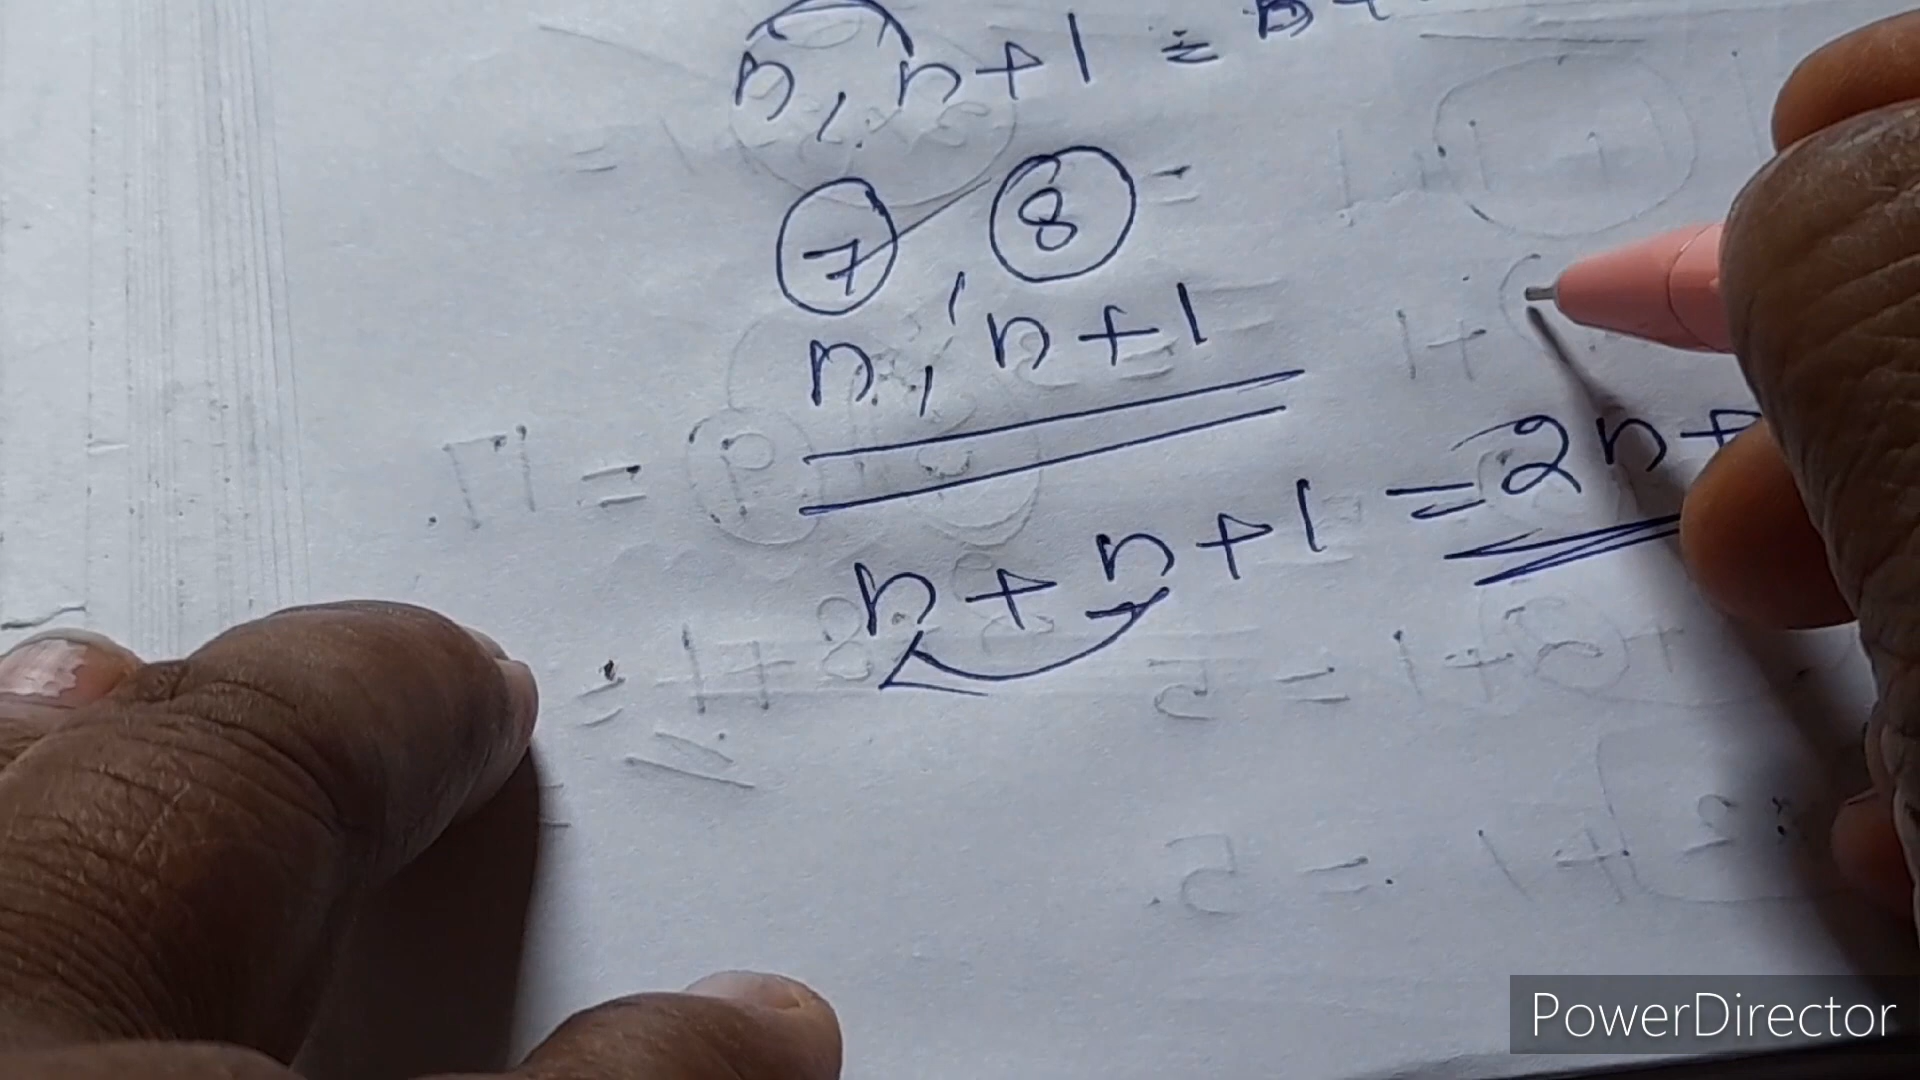 n, n+1 =
7, 8 =
n, n+1
n + n+1 = 2n+
PowerDirector